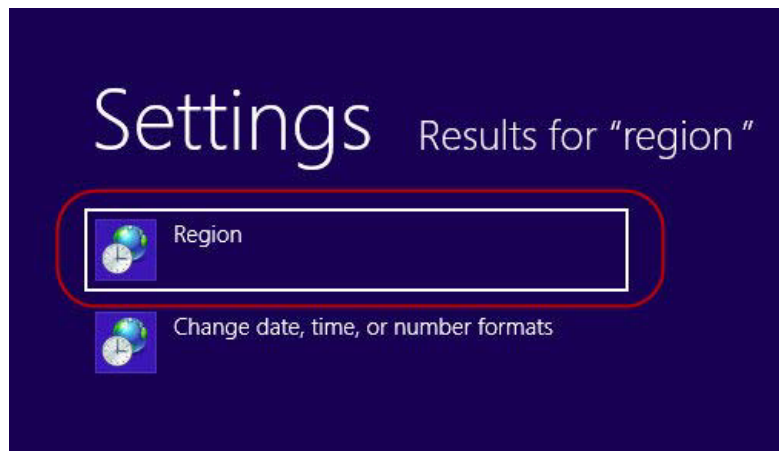 Settings Results for “region ”
Region
Change date, time, or number formats